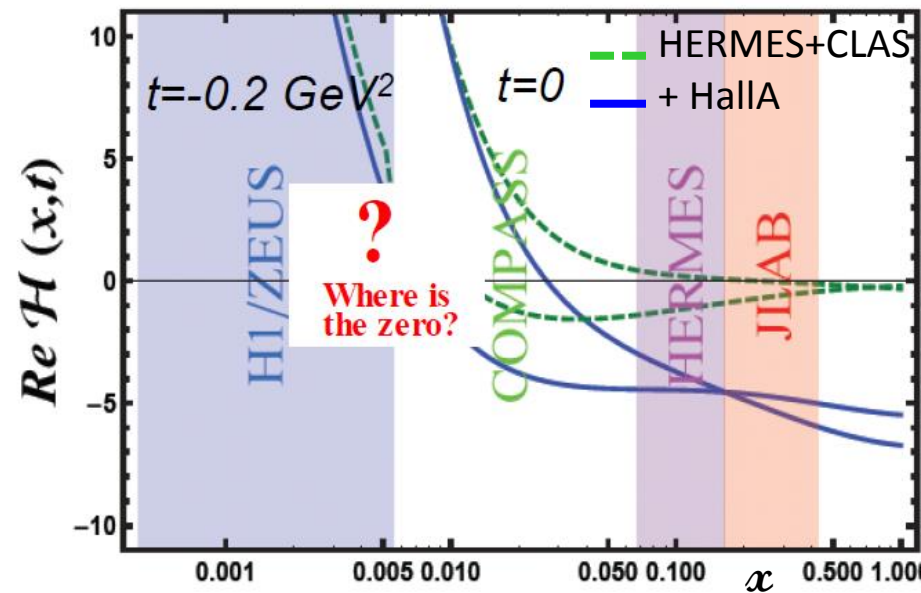 HERMES+CLAS
+ HallA
t=-0.2 GeV²
t=0
Re H (x,t)
10
5
0
−5
−10
H1/ZEUS
?
Where is
the zero?
COMPASS
HERMES
JLAB
0.001
0.005
0.010
0.050
0.100
0.500
1.000
x